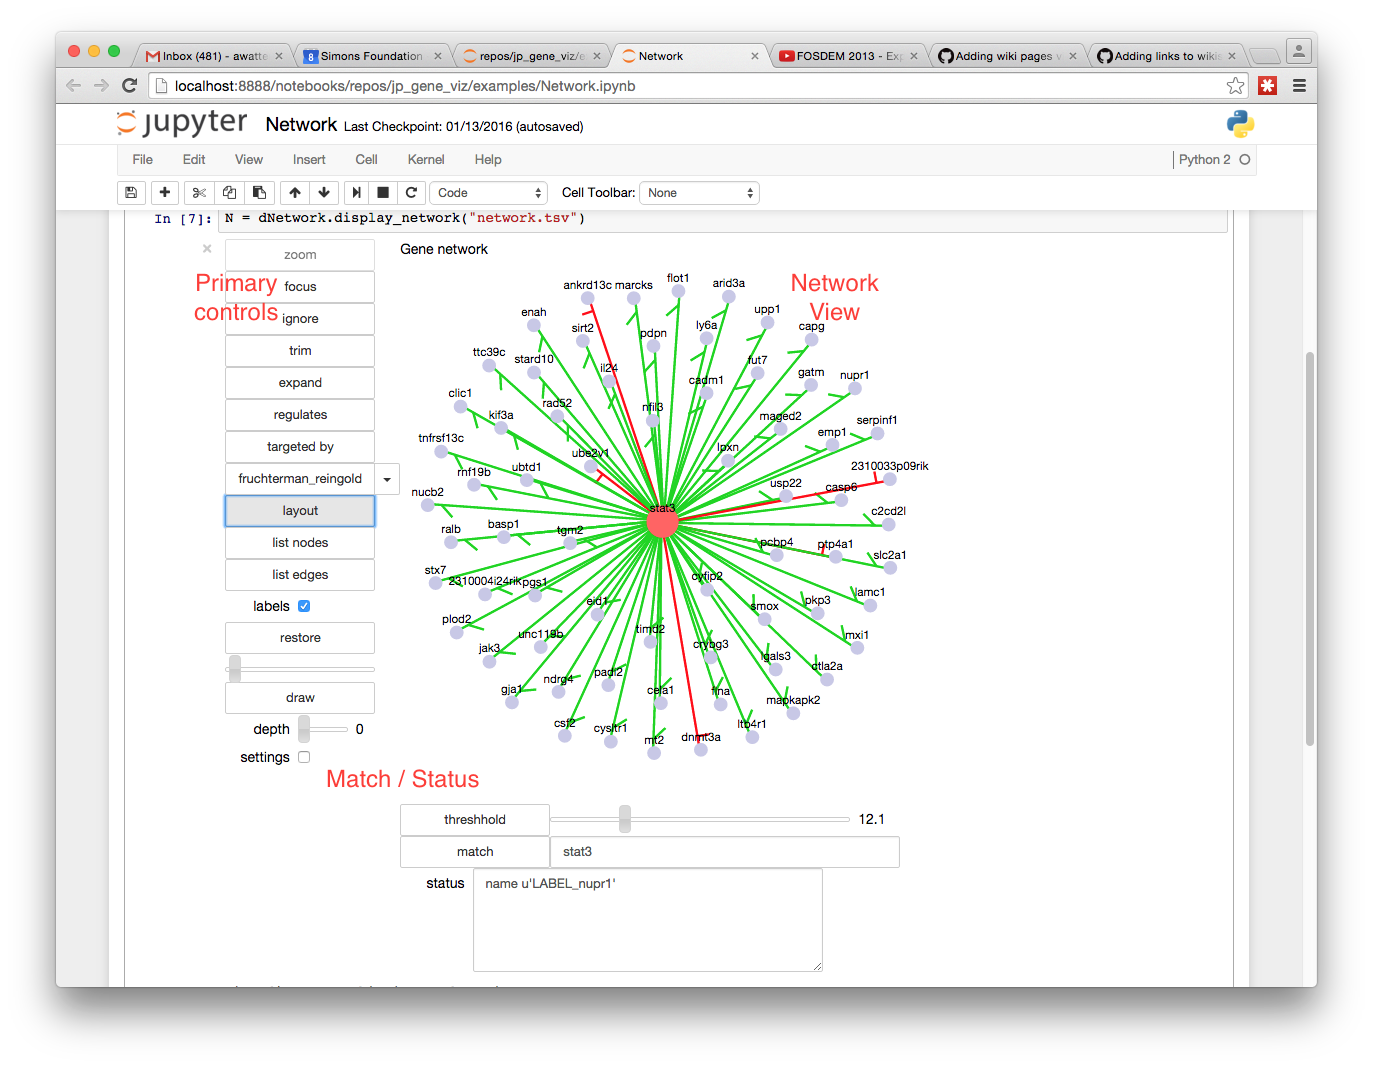 Inbox (481) - awatte
Simons Foundation
repos/jp_gene_viz/e
Network
FOSDEM 2013 - Exp
Adding wiki pages v
Adding links to wikis
localhost:8888/notebooks/repos/jp_gene_viz/examples/Network.ipynb
jupyter Network Last Checkpoint: 01/13/2016 (autosaved)
File Edit View Insert Cell Kernel Help Python 2
Code Cell Toolbar: None
In [7]: N = dNetwork.display_network("network.tsv")
zoom
focus
ignore
trim
expand
regulates
targeted by
fruchterman_reingold
layout
list nodes
list edges
labels
restore
draw
depth 0
settings
Primary
controls
Gene network
Network
View
flot1
ankrd13c
marcks
arid3a
enah
upp1
sirt2
ly6a
capg
pdpn
ttc39c
stard10
fut7
il24
gatm
nupr1
cadm1
clic1
rad52
nfil3
kif3a
maged2
serpinf1
emp1
tnfrsf13c
lpxn
ube2v1
2310033p09rik
rnf19b
ubtd1
usp22
casp6
nucb2
stat3
c2cd2l
ralb
basp1
tgm2
pcbp4
ptp4a1
slc2a1
stx7
2310004i24rik
pgs1
cyfip2
lamc1
eid1
smox
pkp3
plod2
unc119b
timd2
mxi1
jak3
crybg3
lgals3
ctla2a
padi2
ndrg4
gja1
cela1
flna
mapkapk2
csf2
cysltr1
ltb4r1
mt2
dnmt3a
Match / Status
threshhold 12.1
match stat3
status name u'LABEL_nupr1'